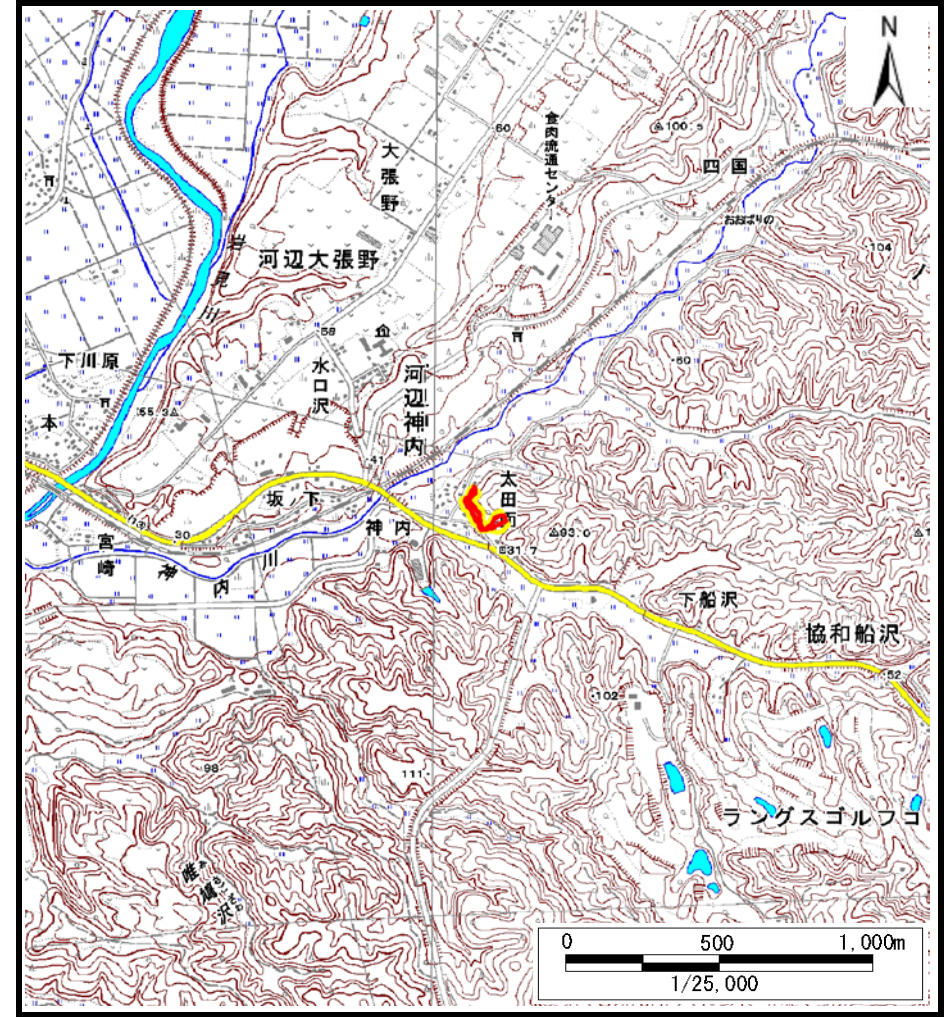 N
100.5
60
食肉流通センター
大張野
四国
おおばりの
河辺大張野
104
岩見川
58
水口沢
60
下川原
河辺神内
本
55.3
41
太田面
坂ノ下
13
30
神内
93.0
31.7
宮崎
神内川
下船沢
協和船沢
52
102
98
111
ラングスゴルフコ
0 500 1,000m
1/25,000